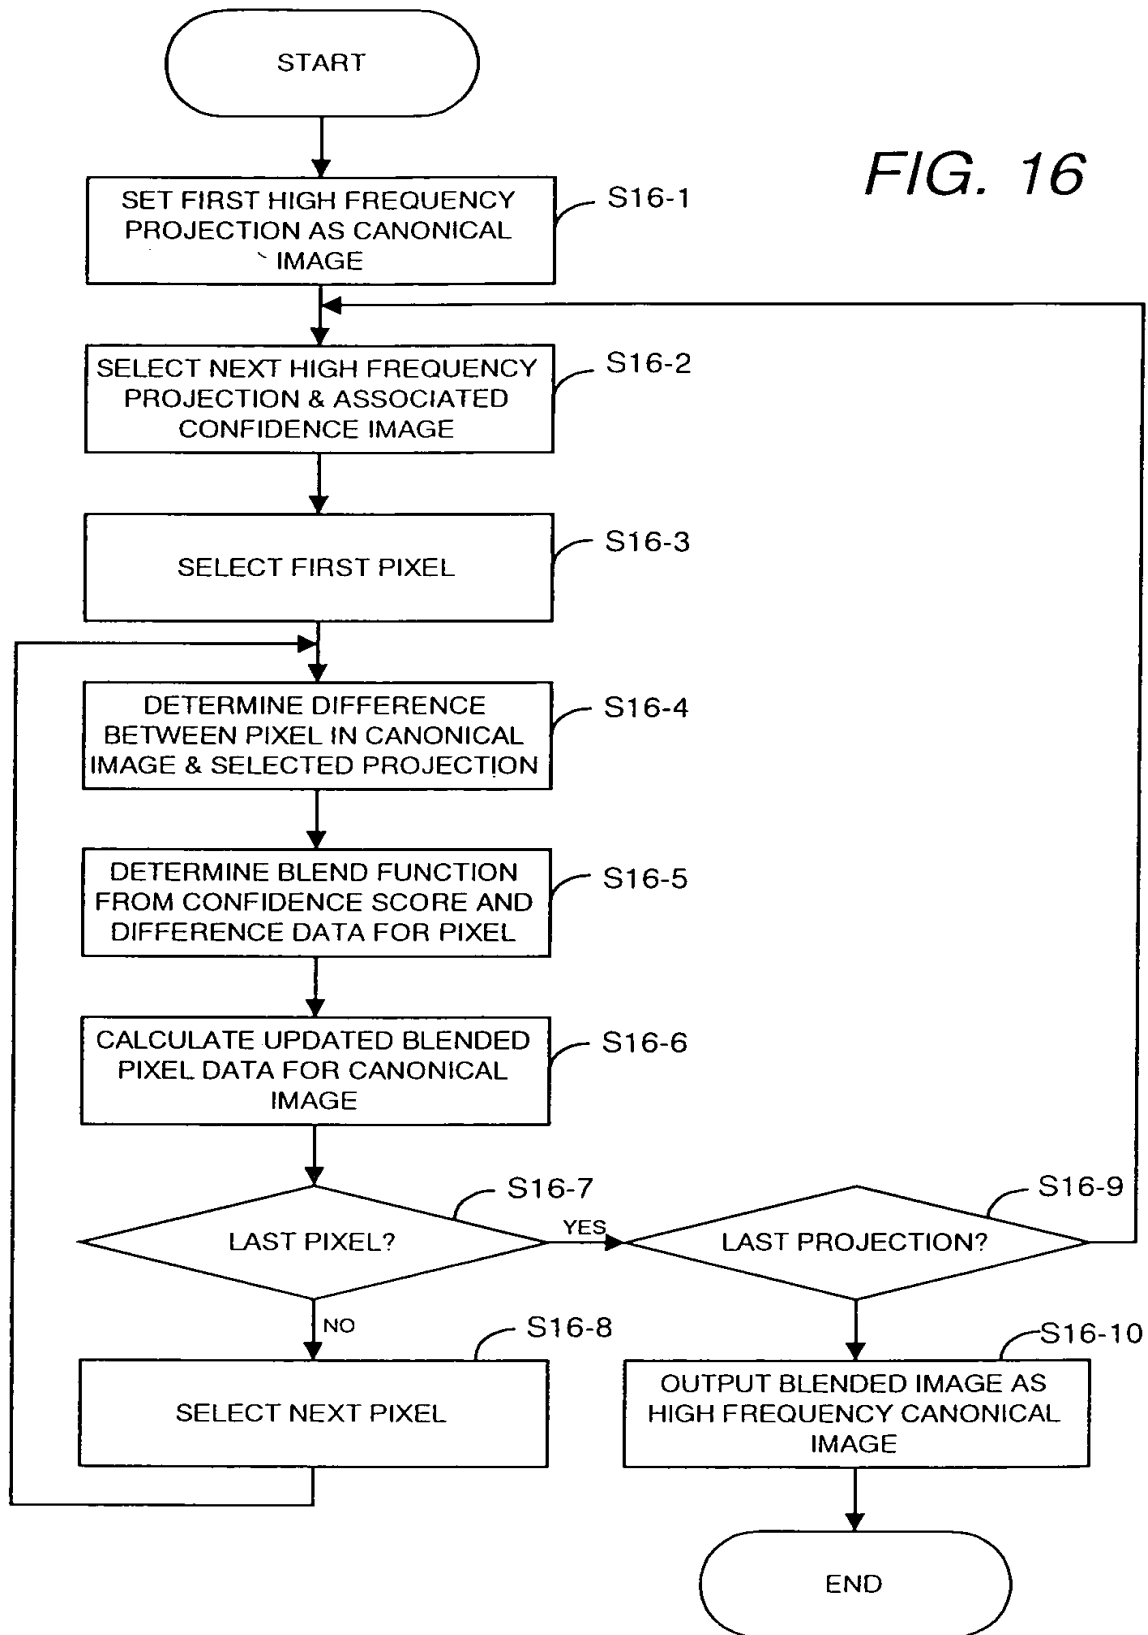 START
FIG. 16
SET FIRST HIGH FREQUENCY
PROJECTION AS CANONICAL
IMAGE
S16-1
SELECT NEXT HIGH FREQUENCY
PROJECTION & ASSOCIATED
CONFIDENCE IMAGE
S16-2
SELECT FIRST PIXEL
S16-3
DETERMINE DIFFERENCE
BETWEEN PIXEL IN CANONICAL
IMAGE & SELECTED PROJECTION
S16-4
DETERMINE BLEND FUNCTION
FROM CONFIDENCE SCORE AND
DIFFERENCE DATA FOR PIXEL
S16-5
CALCULATE UPDATED BLENDED
PIXEL DATA FOR CANONICAL
IMAGE
S16-6
LAST PIXEL?
S16-7
YES
LAST PROJECTION?
S16-9
NO
SELECT NEXT PIXEL
S16-8
OUTPUT BLENDED IMAGE AS
HIGH FREQUENCY CANONICAL
IMAGE
S16-10
END